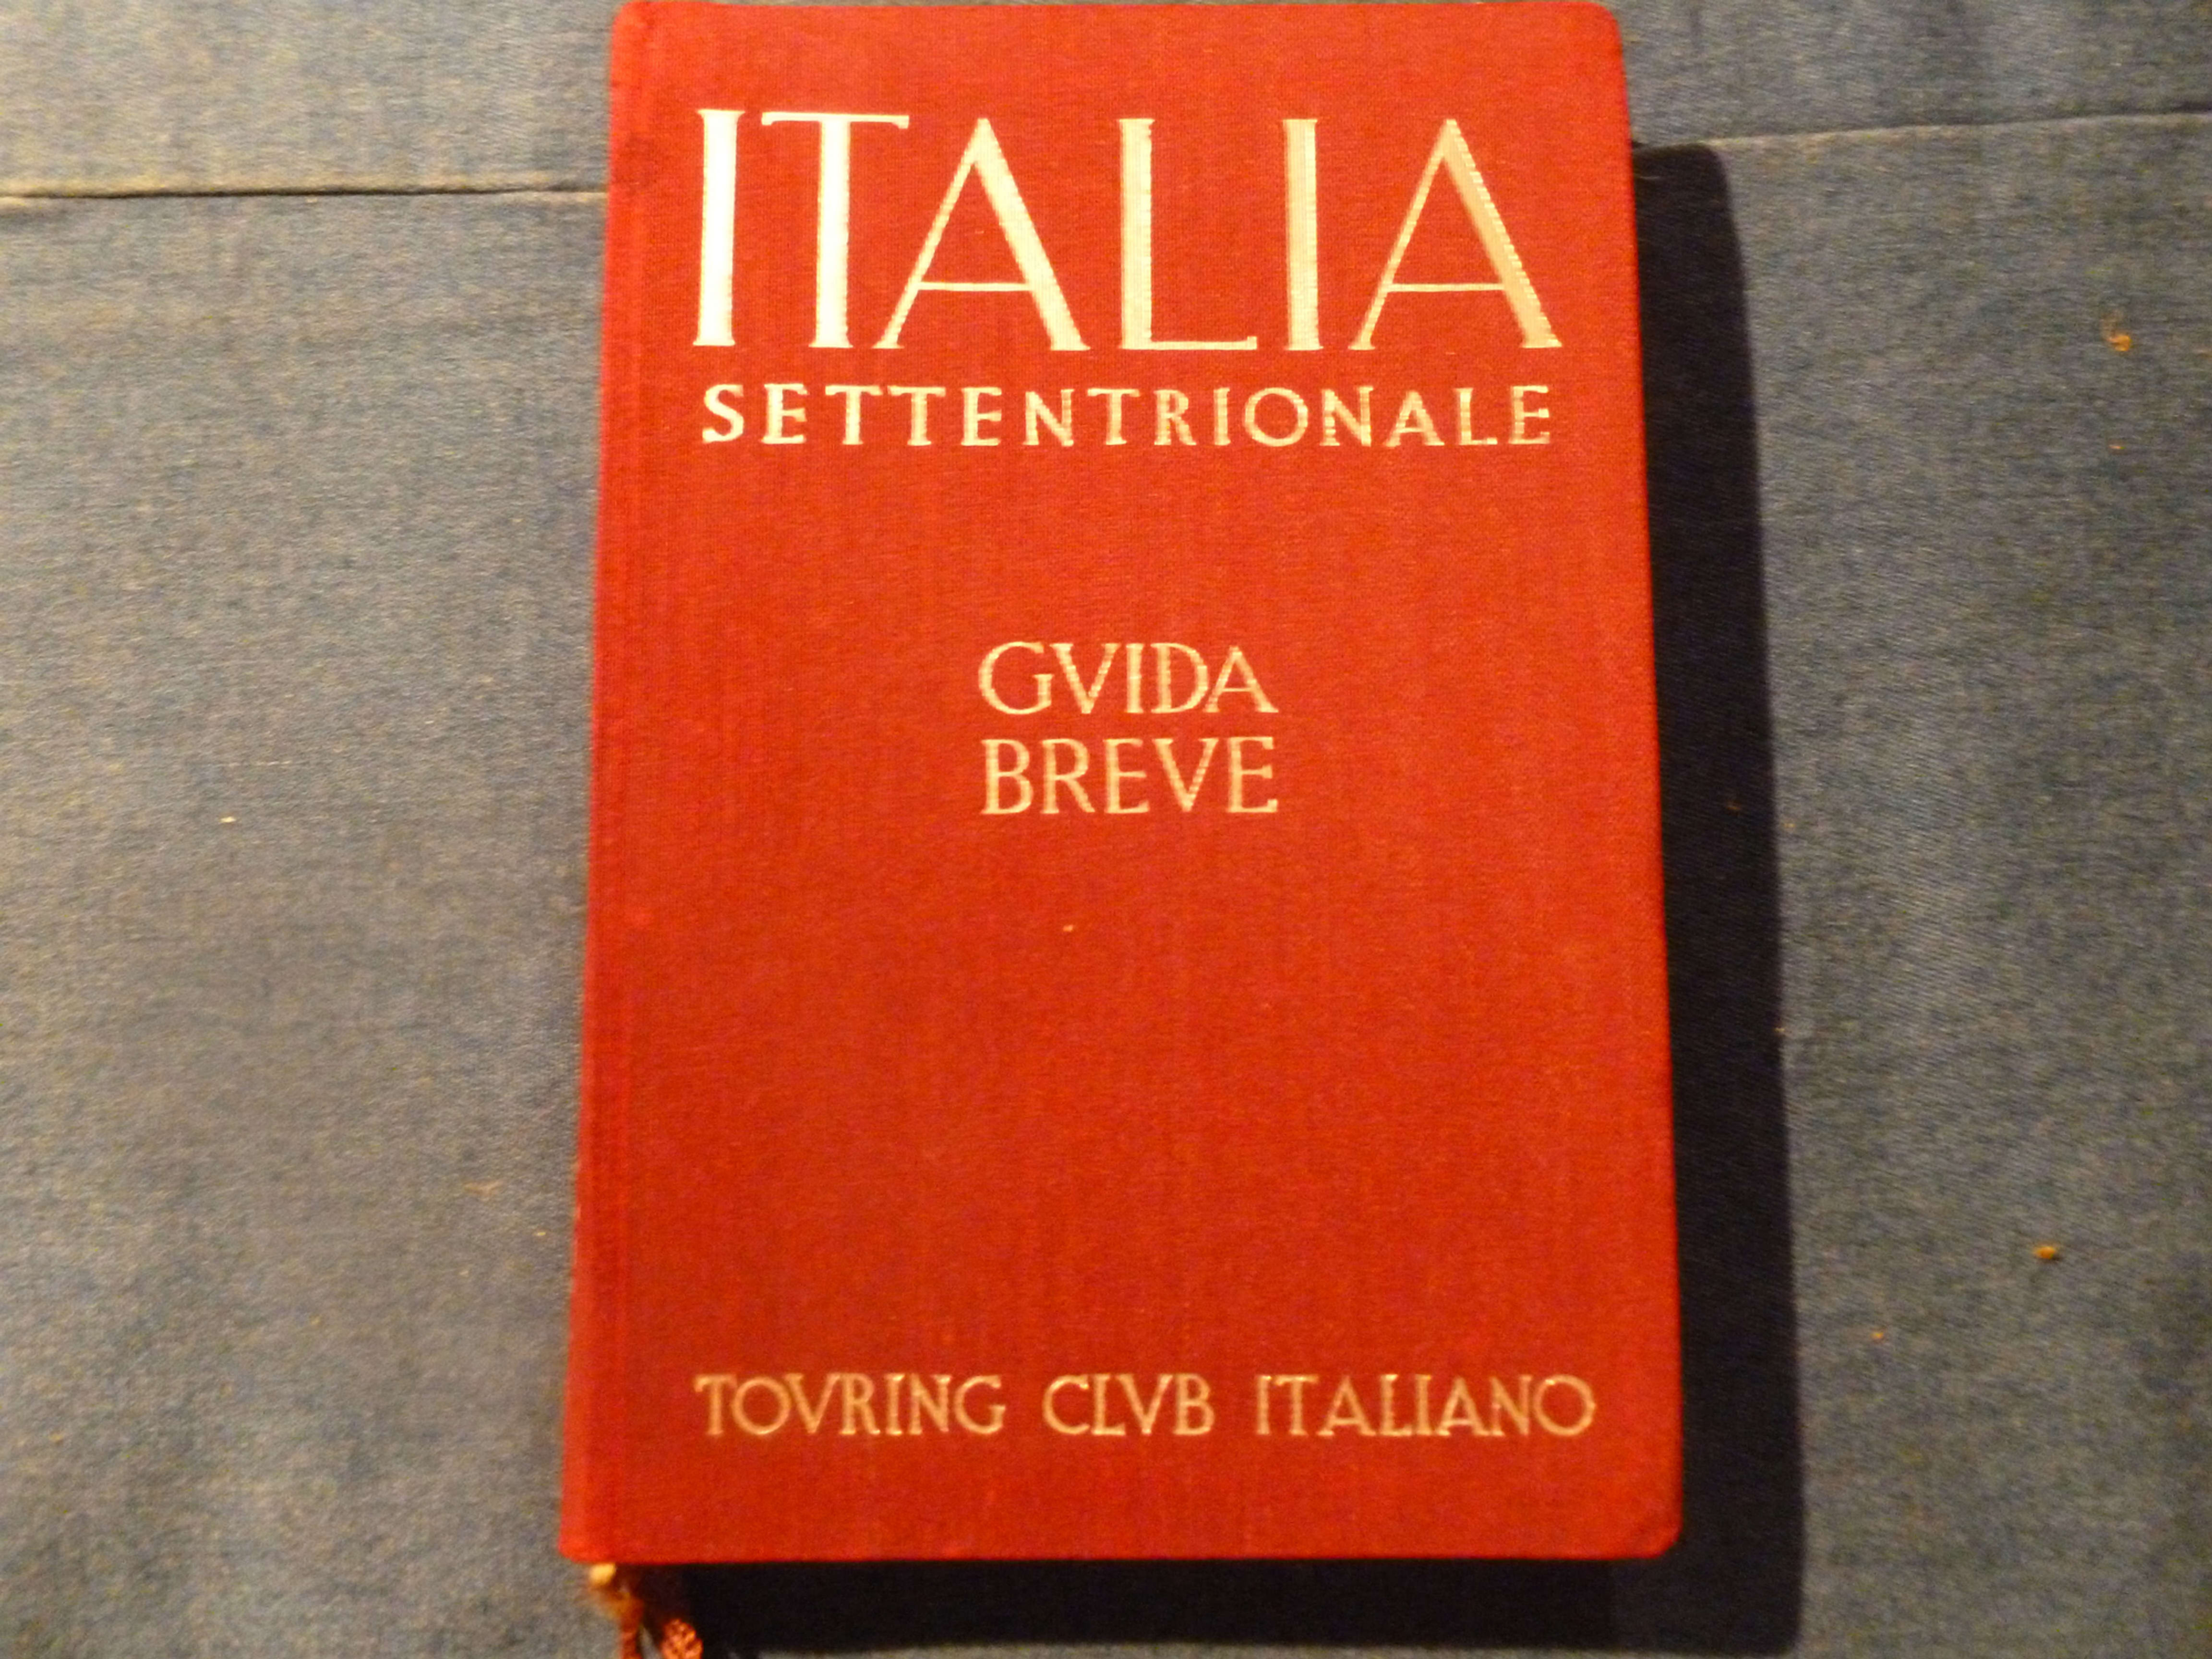 ITALIA
SETTENTRIONALE
GVIDA
BREVE
TOVRING CLVB ITALIANO